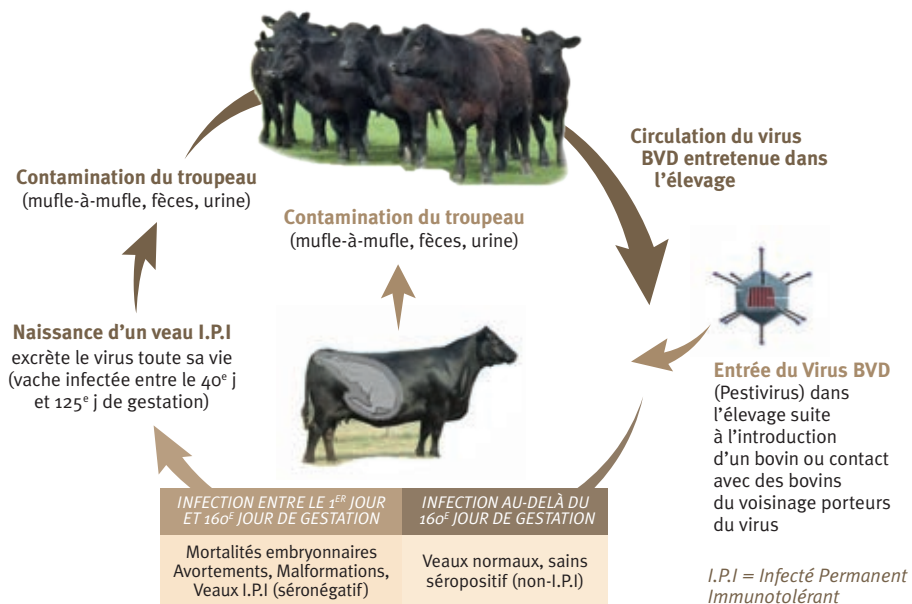 Circulation du virus
BVD entretenue dans
l'élevage
Contamination du troupeau
(mufle-à-mufle, fèces, urine)
Contamination du troupeau
(mufle-à-mufle, fèces, urine)
Naissance d'un veau I.P.I
excrète le virus toute sa vie
(vache infectée entre le 40e j
et 125e j de gestation)
Entrée du Virus BVD
(Pestivirus) dans
l'élevage suite
à l'introduction
d'un bovin ou contact
avec des bovins
du voisinage porteurs
du virus
INFECTION ENTRE LE 1ER JOUR
ET 160E JOUR DE GESTATION
Mortalités embryonnaires
Avortements, Malformations,
Veaux I.P.I (séronégatif)
INFECTION AU-DELÀ DU
160E JOUR DE GESTATION
Veaux normaux, sains
séropositif (non-I.P.I)
I.P.I = Infecté Permanent
Immunotolérant